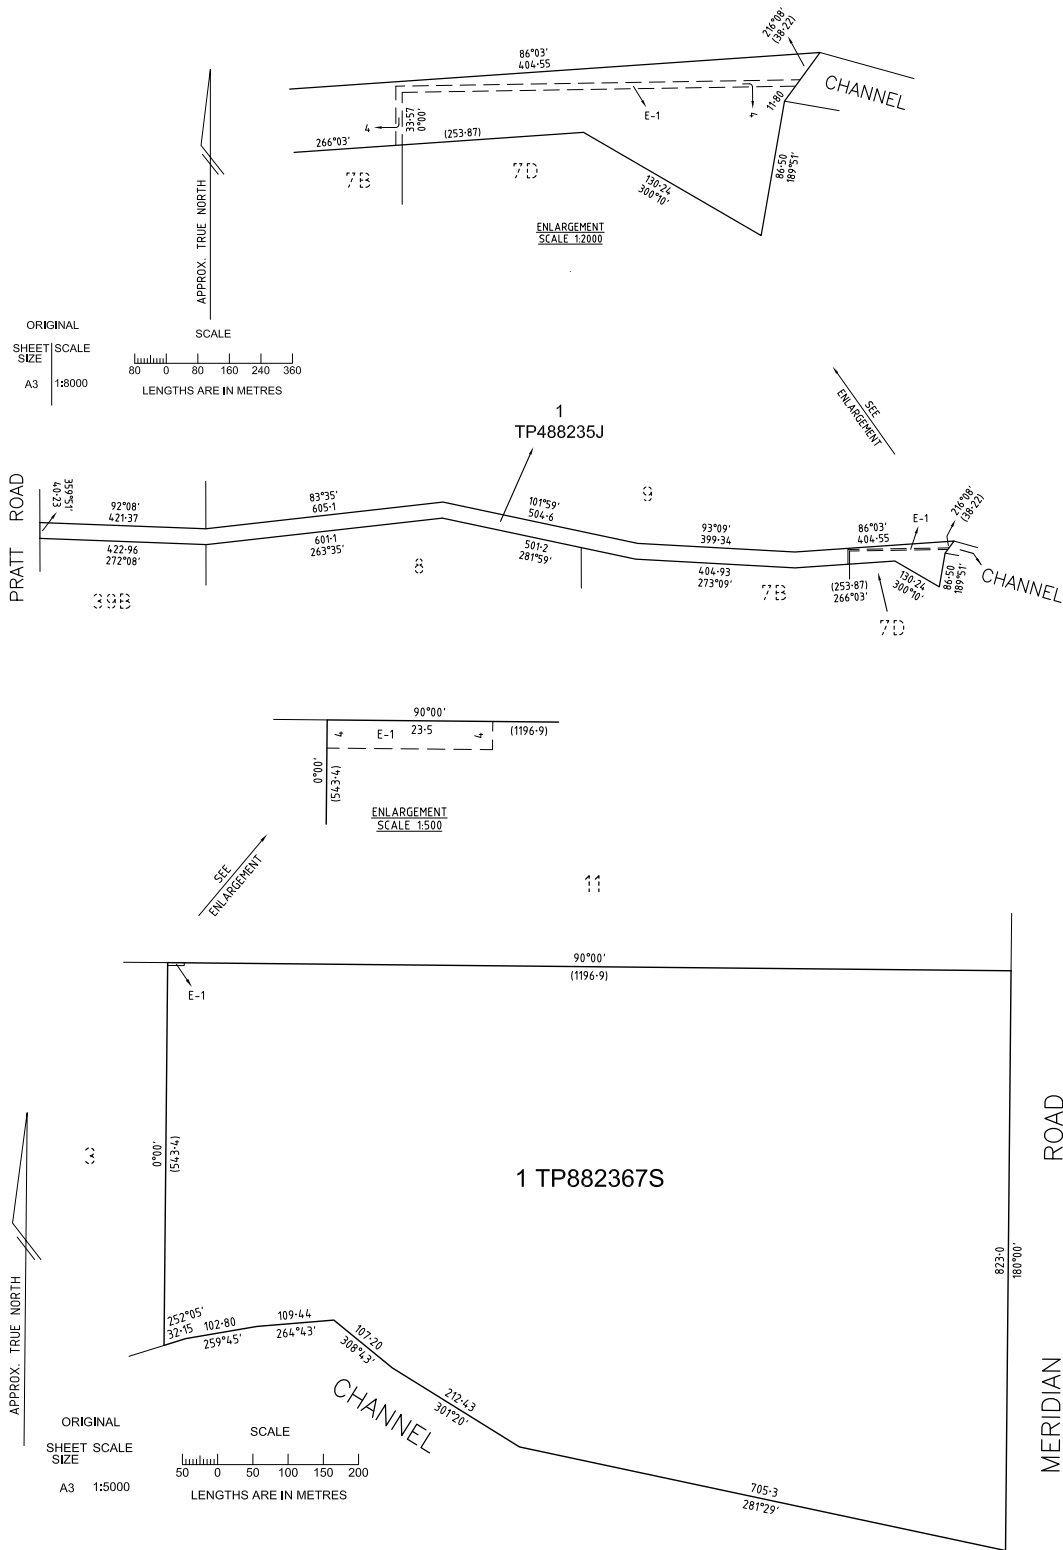 216°08'
(38·22)
86°03'
404·55
CHANNEL
11·80
E-1
4
4
33·57
0°00'
(253·87)
266°03'
7B
7D
130·24
300°10'
86·50
189°51'
ENLARGEMENT
SCALE 1:2000
APPROX. TRUE NORTH
ORIGINAL
SHEET SIZE
SCALE
A3
1:8000
SCALE
80 0 80 160 240 360
LENGTHS ARE IN METRES
SEE
ENLARGEMENT
1
TP488235J
PRATT ROAD
359°51'
40·23
92°08'
421·37
83°35'
605·1
101°59'
504·6
9
93°09'
399·34
86°03'
404·55
E-1
216°08'
(38·22)
422·96
272°08'
601·1
263°35'
8
501·2
281°59'
404·93
273°09'
7B
(253·87)
266°03'
130·24
300°10'
86·50
189°51'
CHANNEL
39B
7D
90°00'
23·5
(1196·9)
4
E-1
4
0°00'
(543·4)
ENLARGEMENT
SCALE 1:500
SEE
ENLARGEMENT
11
90°00'
(1196·9)
E-1
3
0°00'
(543·4)
1 TP882367S
823·0
180°00'
MERIDIAN ROAD
252°05'
32·15
102·80
259°45'
109·44
264°43'
107·20
308°43'
212·43
301°20'
705·3
281°29'
CHANNEL
APPROX. TRUE NORTH
ORIGINAL
SHEET SIZE
SCALE
A3
1:5000
SCALE
50 0 50 100 150 200
LENGTHS ARE IN METRES